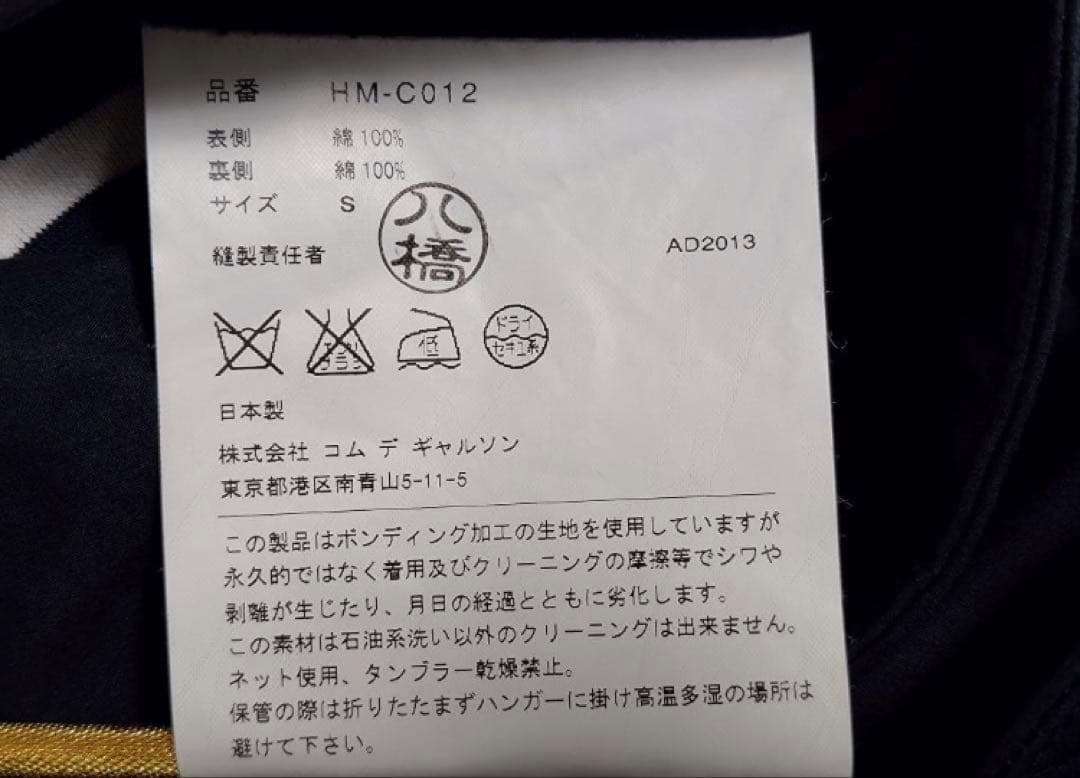 品番 HM-C012
表側 綿 100%
裏側 綿 100%
サイズ S
縫製責任者 八橋
AD2013
エンソ フラン
低
ドライ セキユ系
日本製
株式会社 コム デ ギャルソン
東京都港区南青山5-11-5
この製品はボンディング加工の生地を使用していますが
永久的ではなく着用及びクリーニングの摩擦等でシワや
剥離が生じたり、月日の経過とともに劣化します。
この素材は石油系洗い以外のクリーニングは出来ません。
ネット使用、タンブラー乾燥禁止。
保管の際は折りたたまずハンガーに掛け高温多湿の場所は
避けて下さい。